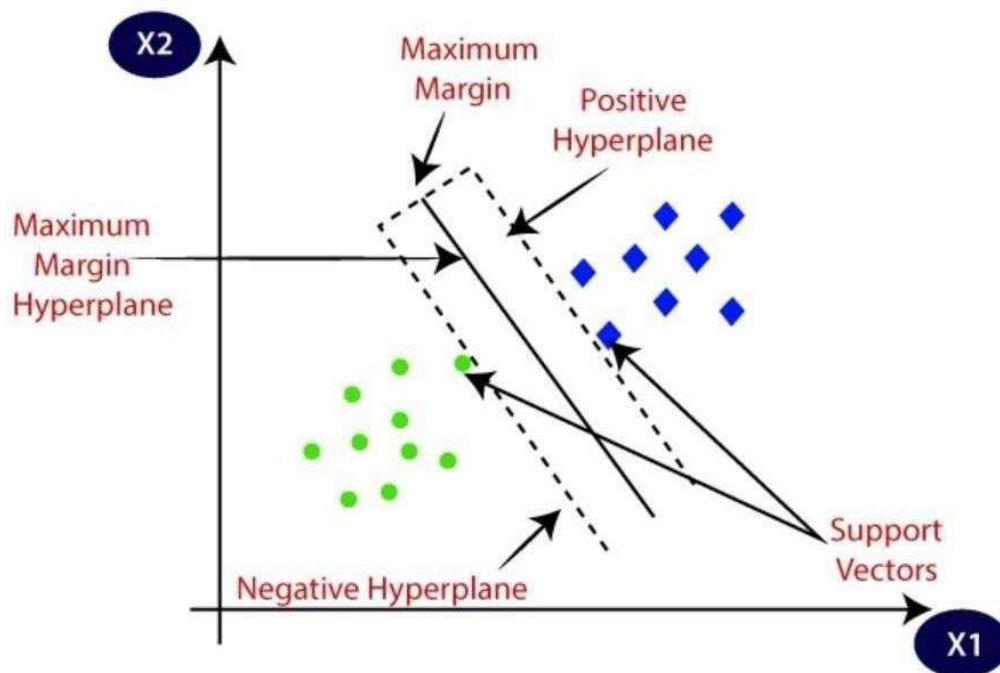 X2
Maximum
Margin
Positive
Hyperplane
Maximum
Margin
Hyperplane
Negative Hyperplane
Support
Vectors
X1